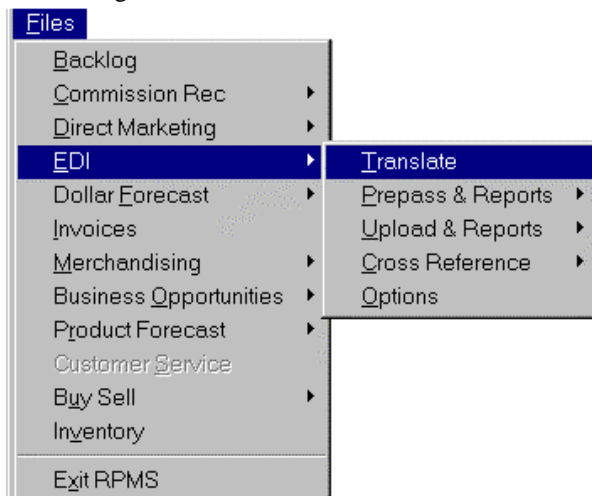 Files
Backlog
Commission Rec
Direct Marketing
EDI
Dollar Forecast
Invoices
Merchandising
Business Opportunities
Product Forecast
Customer Service
Buy Sell
Inventory
Exit RPMS
Translate
Prepass & Reports
Upload & Reports
Cross Reference
Options